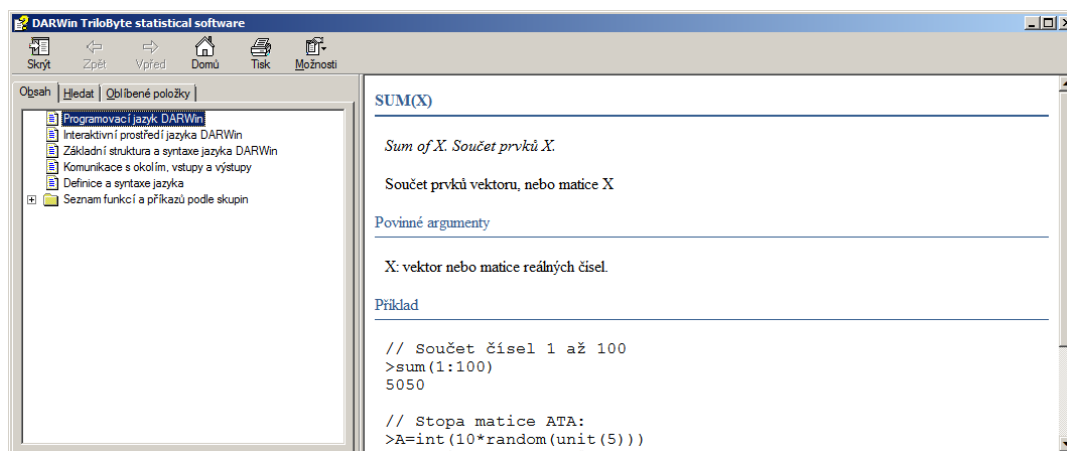 DARWin TriloByte statistical software
Skrýt Zpět Vpřed Domů Tisk Možnosti
Obsah Hledat Oblíbené položky
Programovací jazyk DARWin
Interaktivní prostředí jazyka DARWin
Základní struktura a syntaxe jazyka DARWin
Komunikace s okolím, vstupy a výstupy
Definice a syntaxe jazyka
Seznam funkcí a příkazů podle skupin
SUM(X)
Sum of X. Součet prvků X.
Součet prvků vektoru, nebo matice X
Povinné argumenty
X: vektor nebo matice reálných čísel.
Příklad
// Součet čísel 1 až 100
>sum(1:100)
5050
// Stopa matice ATA:
>A=int(10*random(unit(5)))